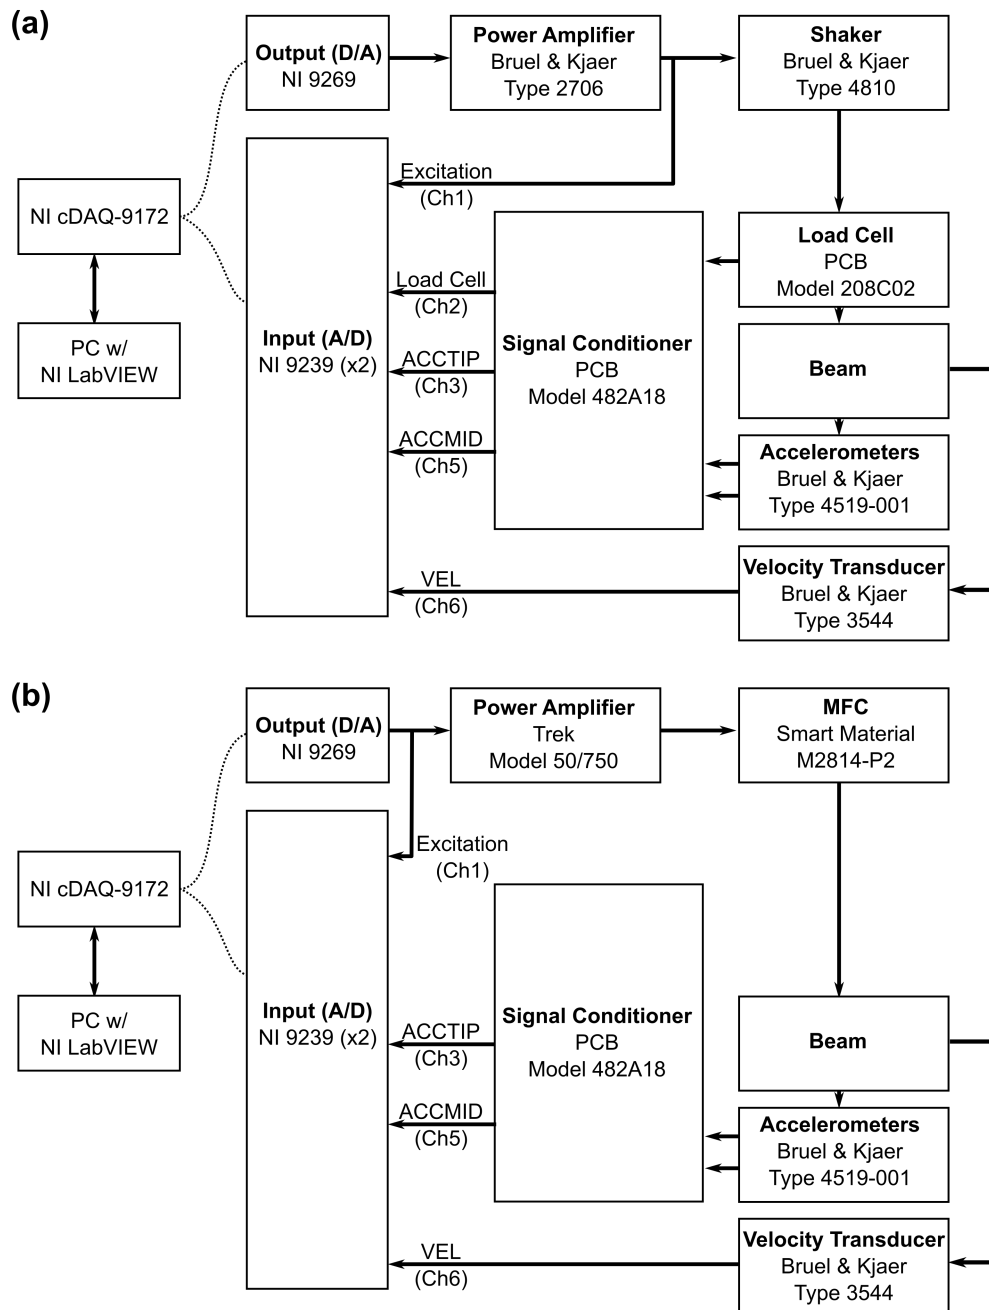 (a)
Output (D/A)
NI 9269
Power Amplifier
Bruel & Kjaer
Type 2706
Shaker
Bruel & Kjaer
Type 4810
Excitation
(Ch1)
NI cDAQ-9172
PC w/
NI LabVIEW
Input (A/D)
NI 9239 (x2)
Load Cell
(Ch2)
ACCTIP
(Ch3)
ACCMID
(Ch5)
Signal Conditioner
PCB
Model 482A18
Load Cell
PCB
Model 208C02
Beam
Accelerometers
Bruel & Kjaer
Type 4519-001
VEL
(Ch6)
Velocity Transducer
Bruel & Kjaer
Type 3544
(b)
Output (D/A)
NI 9269
Power Amplifier
Trek
Model 50/750
MFC
Smart Material
M2814-P2
Excitation
(Ch1)
NI cDAQ-9172
PC w/
NI LabVIEW
Input (A/D)
NI 9239 (x2)
ACCTIP
(Ch3)
ACCMID
(Ch5)
Signal Conditioner
PCB
Model 482A18
Beam
Accelerometers
Bruel & Kjaer
Type 4519-001
VEL
(Ch6)
Velocity Transducer
Bruel & Kjaer
Type 3544